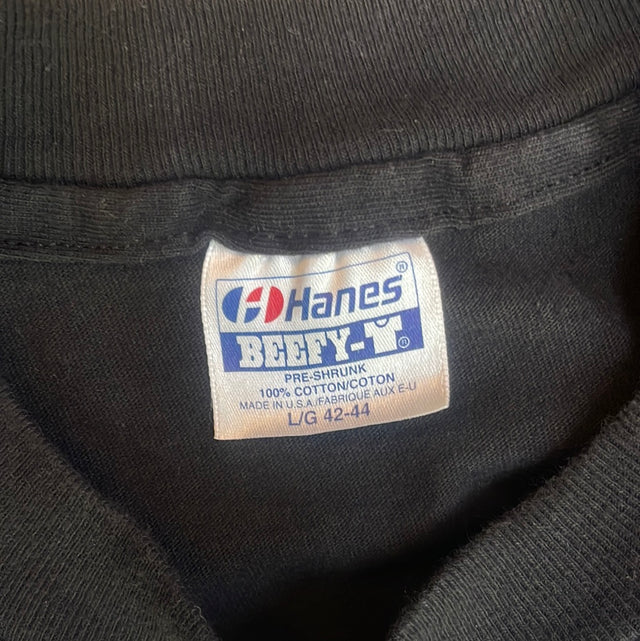 Hanes®
BEEFY-T®
PRE-SHRUNK
100% COTTON/COTON
MADE IN U.S.A./FABRIQUE AUX E-U
L/G 42-44